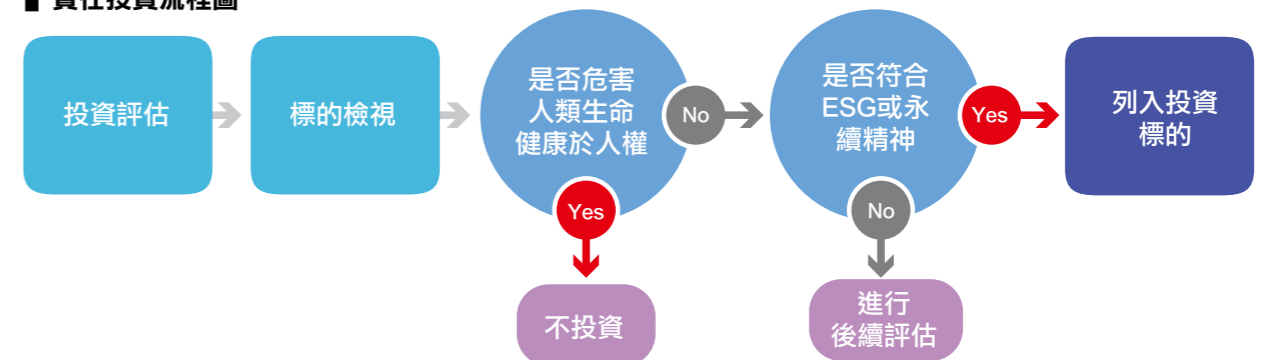 責任投資流程圖
投資評估
標的檢視
是否危害
人類生命
健康於人權
No
是否符合
ESG或永
續精神
Yes
列入投資
標的
Yes
No
不投資
進行
後續評估